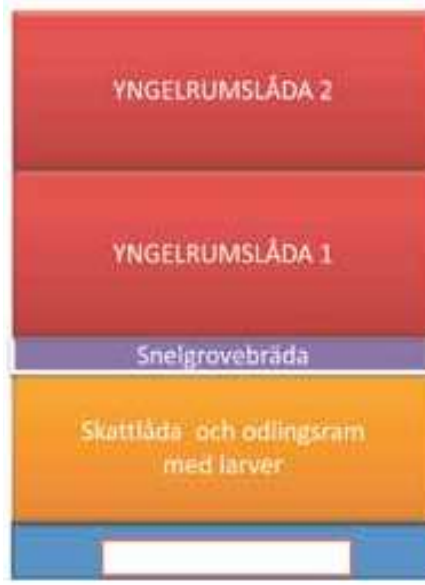 YNGELRUMSLÅDA 2
YNGELRUMSLÅDA 1
Snelgrovebräda
Skattlåda och odlingsram
med larver